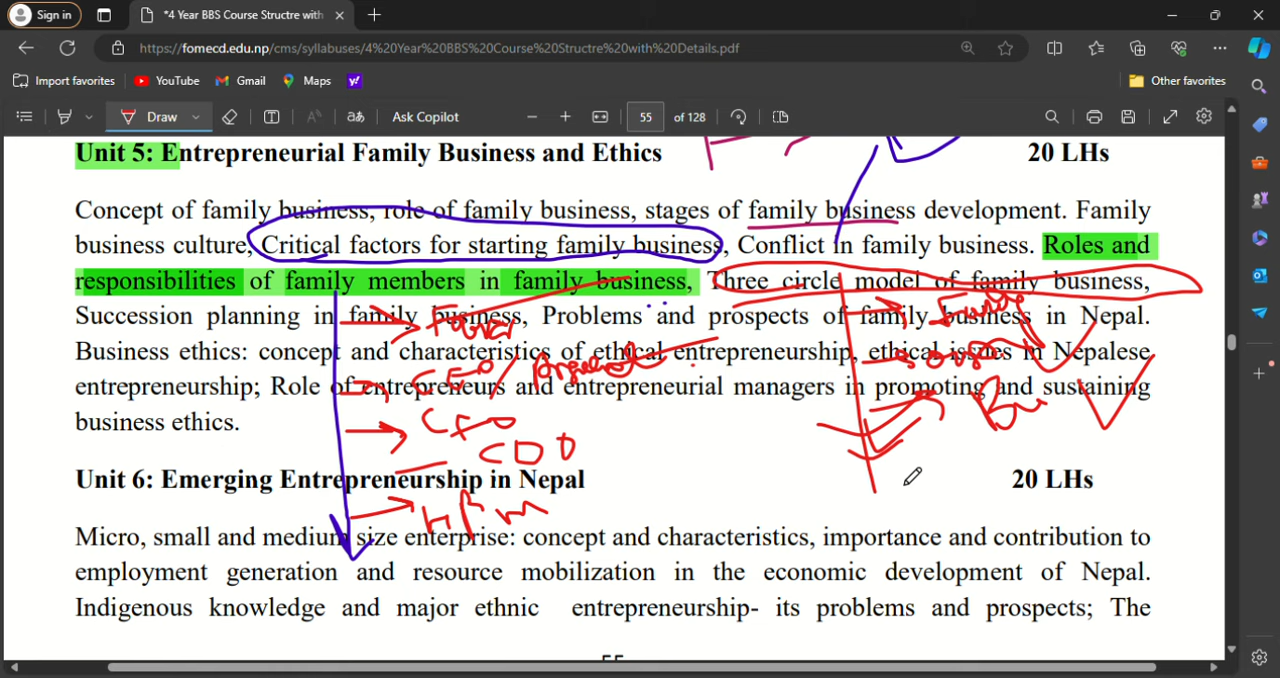 Sign in
*4 Year BBS Course Structre with
https://fomecd.edu.np/cms/syllabuses/4%20Year%20BBS%20Course%20Structre%20with%20Details.pdf
Import favorites YouTube Gmail Maps y! Other favorites
Draw Ask Copilot 55 of 128
Unit 5: Entrepreneurial Family Business and Ethics 20 LHs
Concept of family business, role of family business, stages of family business development. Family
business culture, Critical factors for starting family business, Conflict in family business. Roles and
responsibilities of family members in family business, Three circle model of family business,
Succession planning in family business, Problems and prospects of family business in Nepal.
Business ethics: concept and characteristics of ethical entrepreneurship, ethical issues in Nepalese
entrepreneurship; Role of entrepreneurs and entrepreneurial managers in promoting and sustaining
business ethics.
CEO
CFO
HRM
Unit 6: Emerging Entrepreneurship in Nepal 20 LHs
Micro, small and medium size enterprise: concept and characteristics, importance and contribution to
employment generation and resource mobilization in the economic development of Nepal.
Indigenous knowledge and major ethnic entrepreneurship- its problems and prospects; The